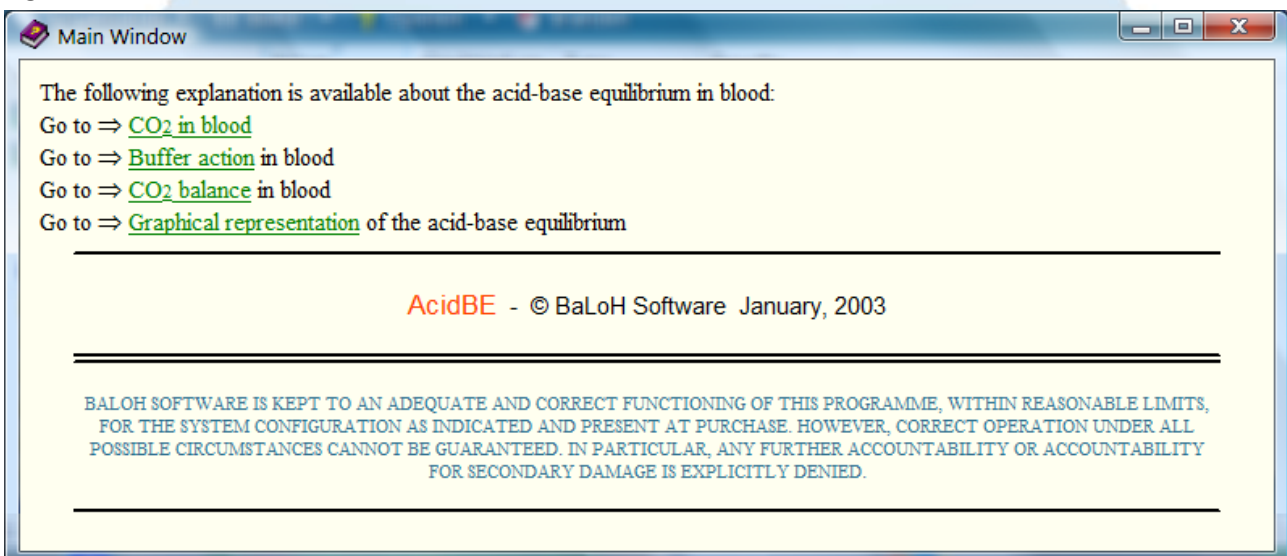 Main Window
The following explanation is available about the acid-base equilibrium in blood:
Go to ⇒ CO2 in blood
Go to ⇒ Buffer action in blood
Go to ⇒ CO2 balance in blood
Go to ⇒ Graphical representation of the acid-base equilibrium
AcidBE - © BaLoH Software January, 2003
BALOH SOFTWARE IS KEPT TO AN ADEQUATE AND CORRECT FUNCTIONING OF THIS PROGRAMME, WITHIN REASONABLE LIMITS,
FOR THE SYSTEM CONFIGURATION AS INDICATED AND PRESENT AT PURCHASE. HOWEVER, CORRECT OPERATION UNDER ALL
POSSIBLE CIRCUMSTANCES CANNOT BE GUARANTEED. IN PARTICULAR, ANY FURTHER ACCOUNTABILITY OR ACCOUNTABILITY
FOR SECONDARY DAMAGE IS EXPLICITLY DENIED.